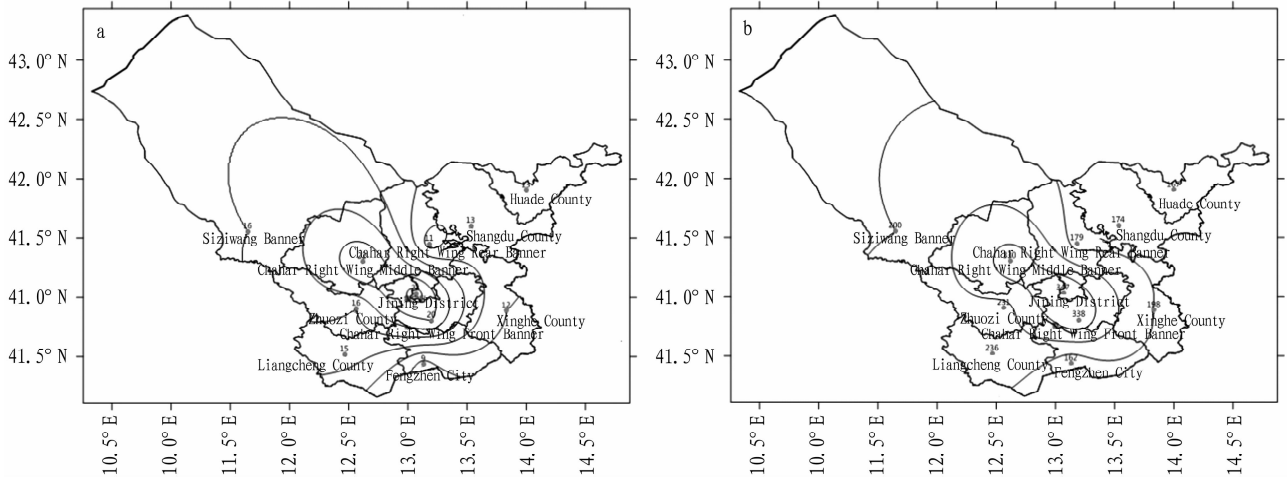 a
43.0° N
42.5° N
42.0° N
41.5° N
41.0° N
41.5° N
Huade County
13
Shangdu County
11
16
Siziwang Banner
Chahar Right Wing Rear Banner
Chahar Right Wing Middle Banner
Jining District
16
Zhuozi County
20
12
Xinghe County
Chahar Right Wing Front Banner
15
Liangcheng County
9
Fengzhen City
10.5° E
11.0° E
11.5° E
12.0° E
12.5° E
13.0° E
13.5° E
14.0° E
14.5° E
b
43.0° N
42.5° N
42.0° N
41.5° N
41.0° N
41.5° N
Huade County
174
Shangdu County
179
200
Siziwang Banner
Chahar Right Wing Rear Banner
Chahar Right Wing Middle Banner
Jining District
231
Zhuozi County
338
198
Xinghe County
Chahar Right Wing Front Banner
236
Liangcheng County
162
Fengzhen City
10.5° E
11.0° E
11.5° E
12.0° E
12.5° E
13.0° E
13.5° E
14.0° E
14.5° E